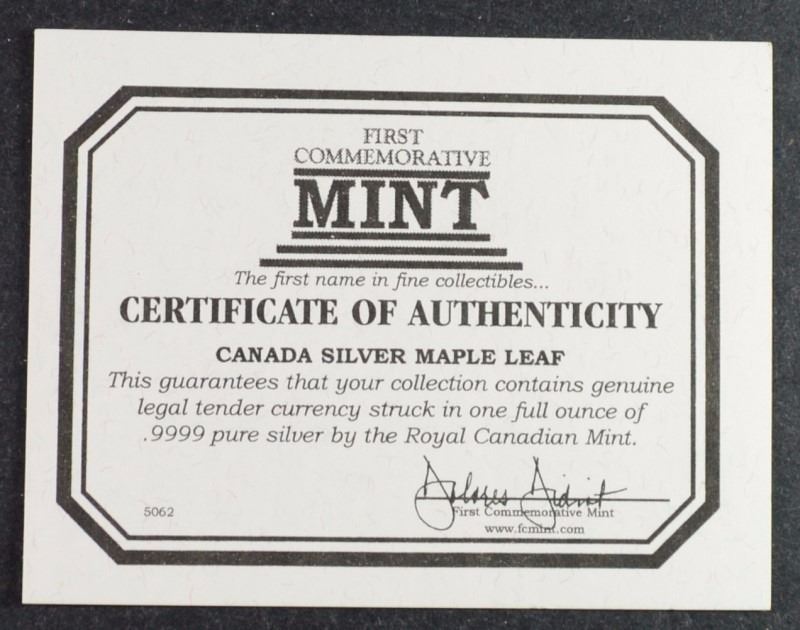 FIRST
COMMEMORATIVE
MINT
The first name in fine collectibles...
CERTIFICATE OF AUTHENTICITY
CANADA SILVER MAPLE LEAF
This guarantees that your collection contains genuine
legal tender currency struck in one full ounce of
.9999 pure silver by the Royal Canadian Mint.
Dolores
5062
First Commemorative Mint
www.fcmint.com